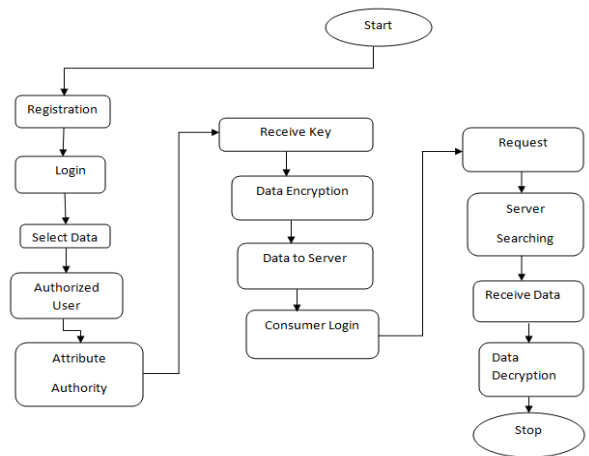 Start
Registration
Login
Select Data
Authorized
User
Attribute
Authority
Receive Key
Data Encryption
Data to Server
Consumer Login
Request
Server
Searching
Receive Data
Data
Decryption
Stop